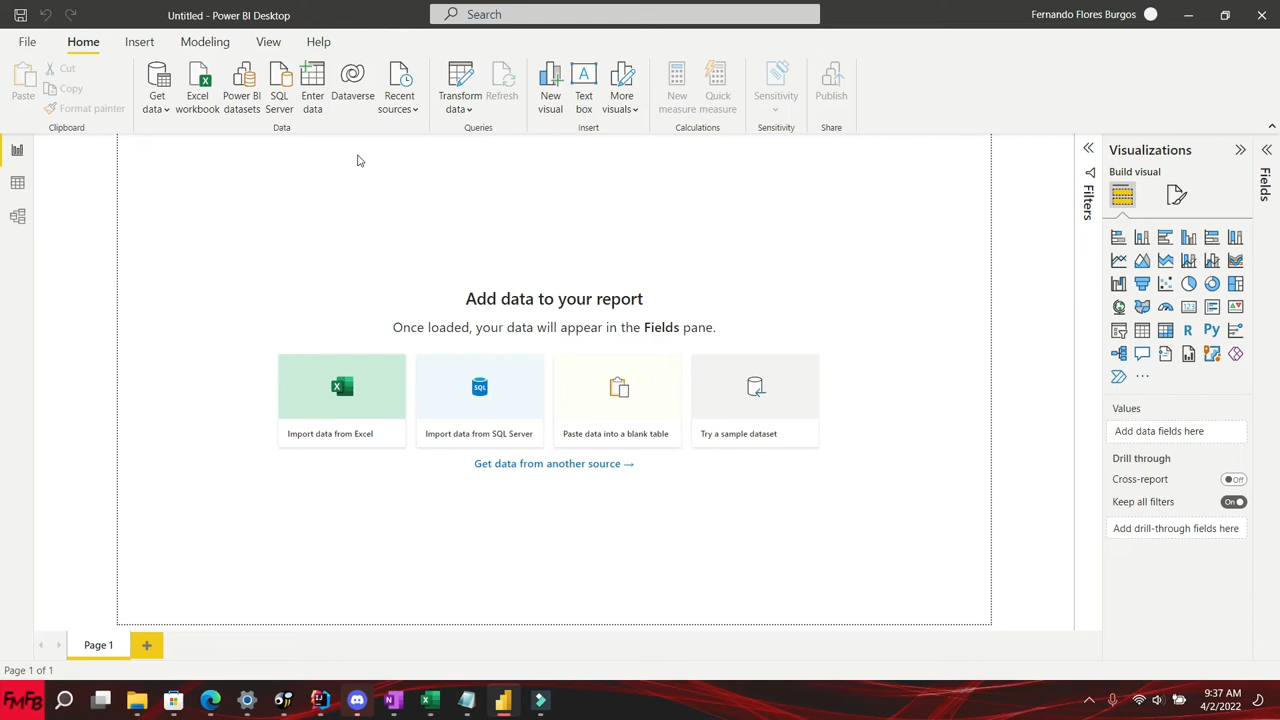 Untitled - Power BI Desktop
Search
Fernando Flores Burgos
File Home Insert Modeling View Help
Paste
Cut
Copy
Format painter
Clipboard
Get data
Excel workbook
Power BI datasets
SQL Server
Enter data
Dataverse
Recent sources
Data
Transform data
Refresh
Queries
New visual
Text box
More visuals
Insert
New measure
Quick measure
Calculations
Sensitivity
Sensitivity
Publish
Share
Filters
Visualizations
Build visual
Fields
Add data to your report
Once loaded, your data will appear in the Fields pane.
Import data from Excel
SQL
Import data from SQL Server
Paste data into a blank table
Try a sample dataset
Get data from another source →
R Py
123
Values
Add data fields here
Drill through
Cross-report Off
Keep all filters On
Add drill-through fields here
Page 1
Page 1 of 1
FMFB
9:37 AM
4/2/2022